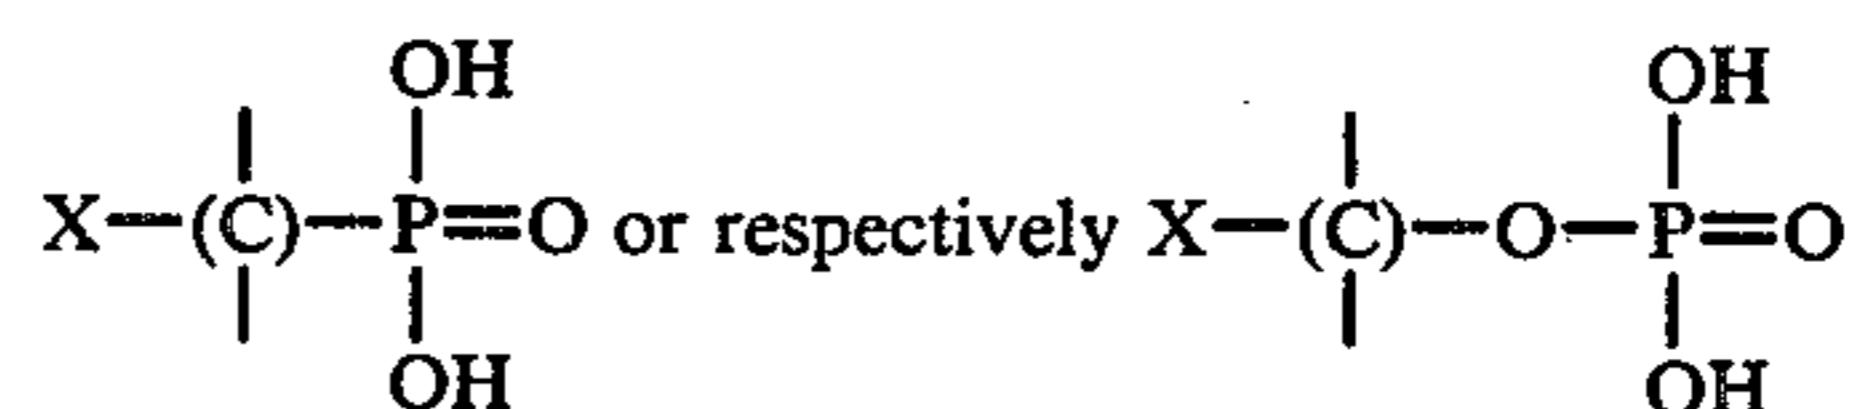 OH OH
X—(C)—P=O or respectively X—(C)—O—P=O
OH OH